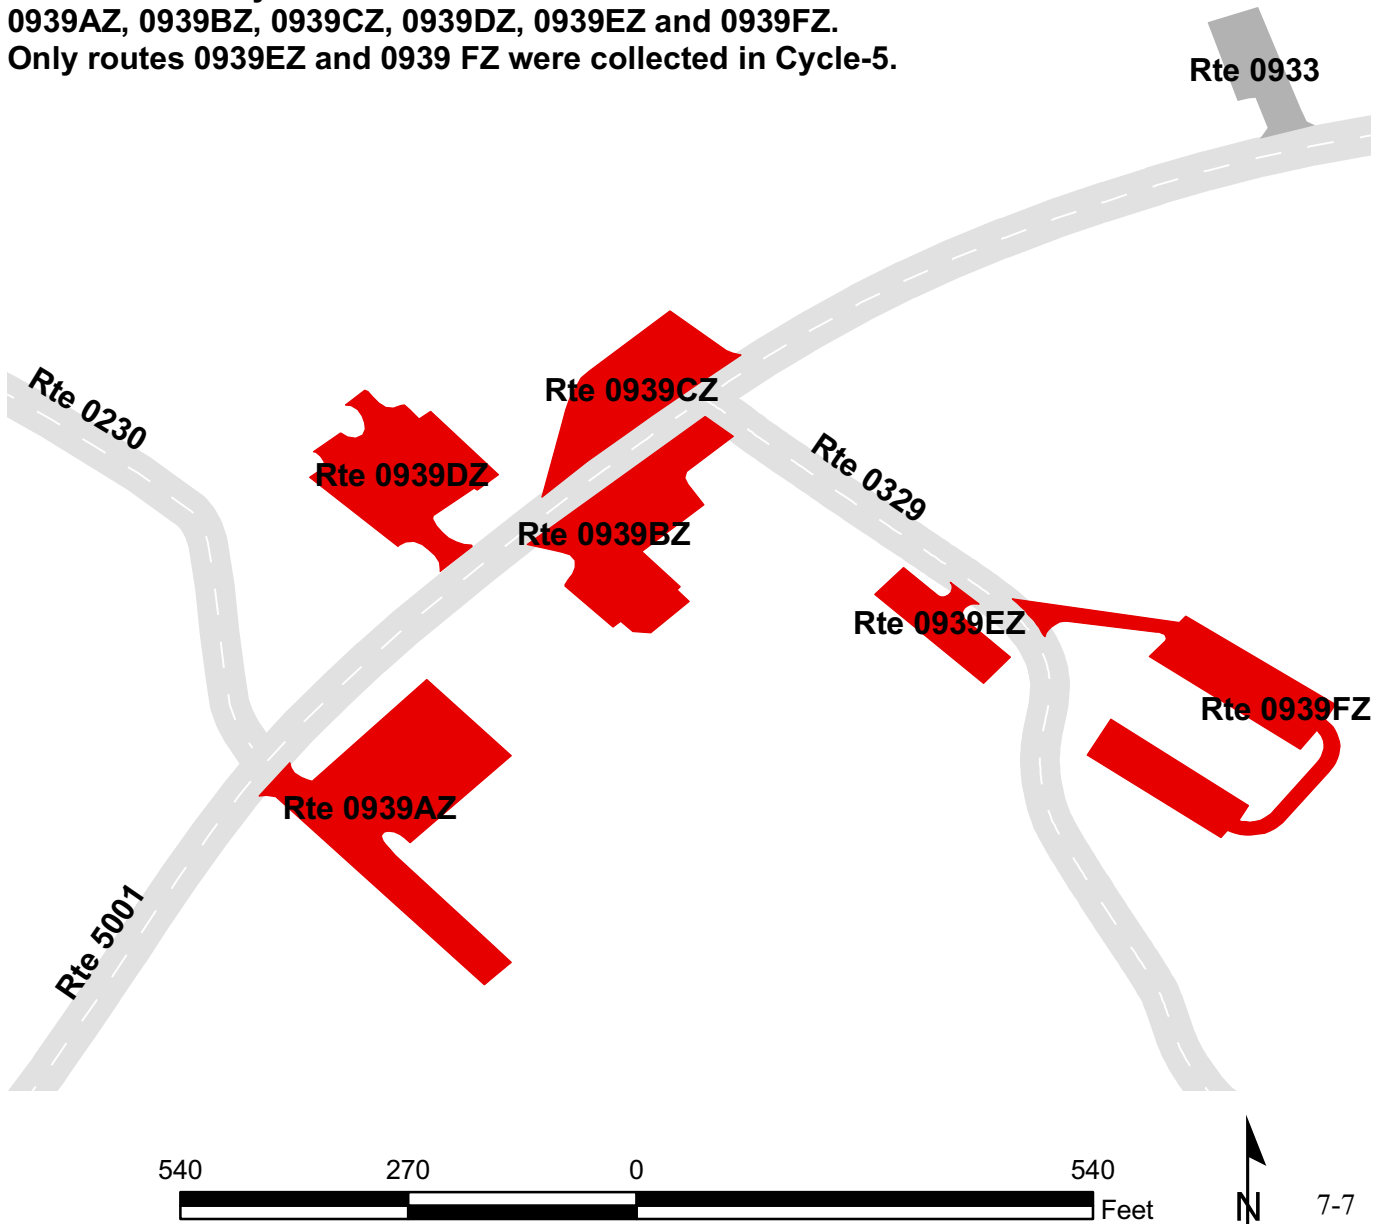 0939AZ, 0939BZ, 0939CZ, 0939DZ, 0939EZ and 0939FZ.
Only routes 0939EZ and 0939 FZ were collected in Cycle-5.
Rte 0933
Rte 0230
Rte 0939CZ
Rte 0939DZ
Rte 0329
Rte 0939BZ
Rte 0939EZ
Rte 0939FZ
Rte 0939AZ
Rte 5001
540 270 0 540
Feet
N
7-7